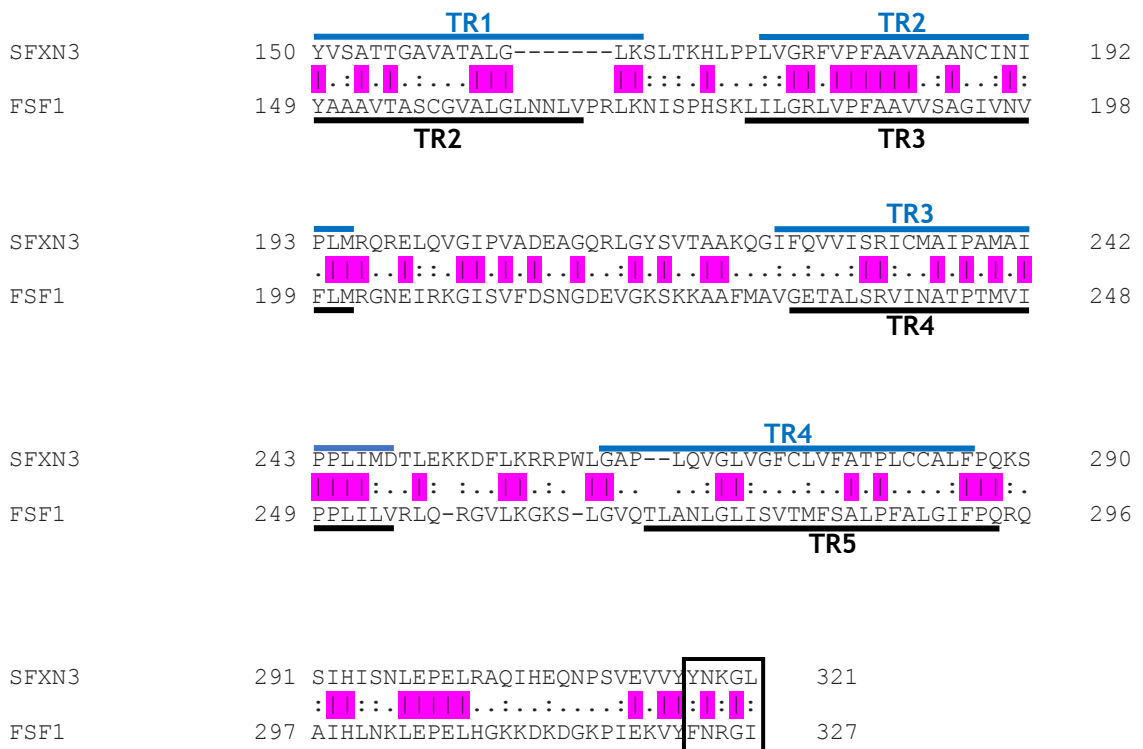 TR1 TR2
SFXN3 150 YVSATTGAVATALG-------LKSLTKHLPPLVGRFVPFAAVAAANCINI 192
|.:|.|.:...|||       ||::::|...::||.||||||.:|..:|:
FSF1 149 YAAAVTASCGVALGLNNLVPRLKNISPHSKLILGRLVPFAAVVSAGIVNV 198
TR2 TR3
TR3
SFXN3 193 PLMRQRELQVGIPVADEAGQRLGYSVTAAKQGIFQVVISRICMAIPAMAI 242
.|||..|::.||.|.|:.|:::|.|..||...:.:..:||:..|.|.|.|
FSF1 199 FLMRGNEIRKGISVFDSNGDEVGKSKKAAFMAVGETALSRVINATPTMVI 248
TR4
TR4
SFXN3 243 PPLIMDTLEKKDFLKRRPWLGAP--LQVGLVGFCLVFATPLCCALFPQKS 290
||||:..|: :..||.:. ||..  ..:||:...::.|.|....:|||:.
FSF1 249 PPLILVRLQ-RGVLKGKS-LGVQTLANLGLISVTMFSALPFALGIFPQRQ 296
TR5
SFXN3 291 SIHISNLEPELRAQIHEQNPSVEVVYYNKGL 321
:||::.|||||..:....:..:|.||:|:|:
FSF1 297 AIHLNKLEPELHGKKDKDGKPIEKVYFNRGI 327